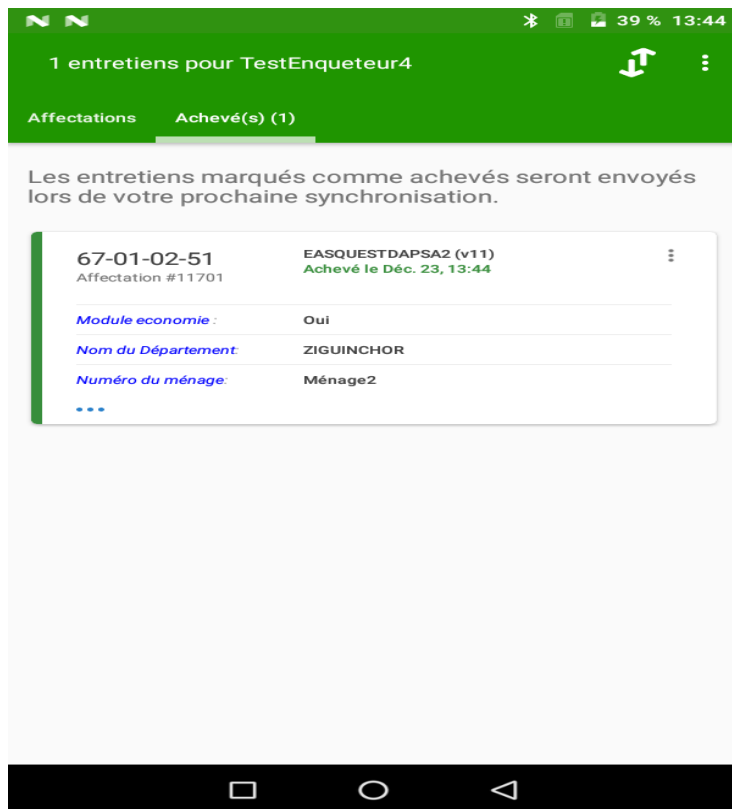 39 % 13:44
1 entretiens pour TestEnqueteur4
Affectations Achevé(s) (1)
Les entretiens marqués comme achevés seront envoyés
lors de votre prochaine synchronisation.
67-01-02-51 EASQUESTDAPSA2 (v11)
Affectation #11701 Achevé le Déc. 23, 13:44
Module economie : Oui
Nom du Département: ZIGUINCHOR
Numéro du ménage: Ménage2